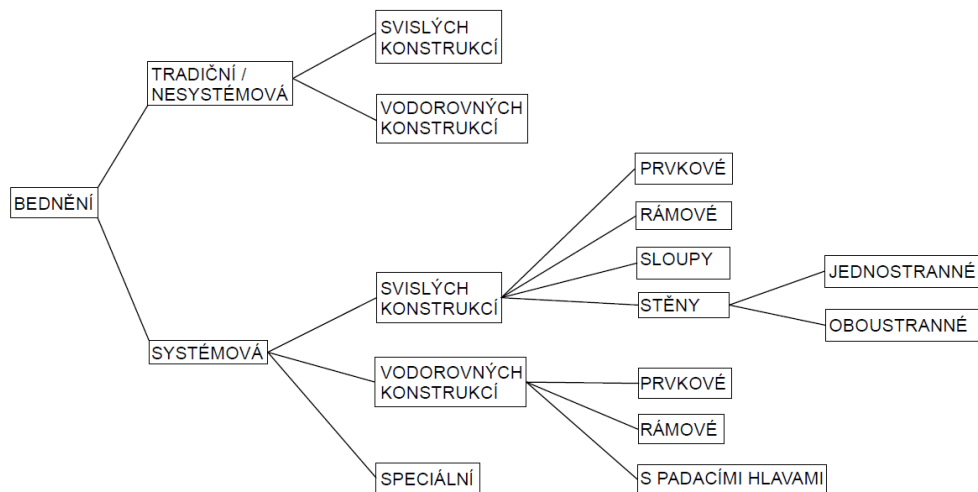 BEDNĚNÍ
TRADIČNÍ /
NESYSTÉMOVÁ
SVISLÝCH
KONSTRUKCÍ
VODOROVNÝCH
KONSTRUKCÍ
SYSTÉMOVÁ
SVISLÝCH
KONSTRUKCÍ
PRVKOVÉ
RÁMOVÉ
SLOUPY
STĚNY
JEDNOSTRANNÉ
OBOUSTRANNÉ
VODOROVNÝCH
KONSTRUKCÍ
PRVKOVÉ
RÁMOVÉ
S PADACÍMI HLAVAMI
SPECIÁLNÍ